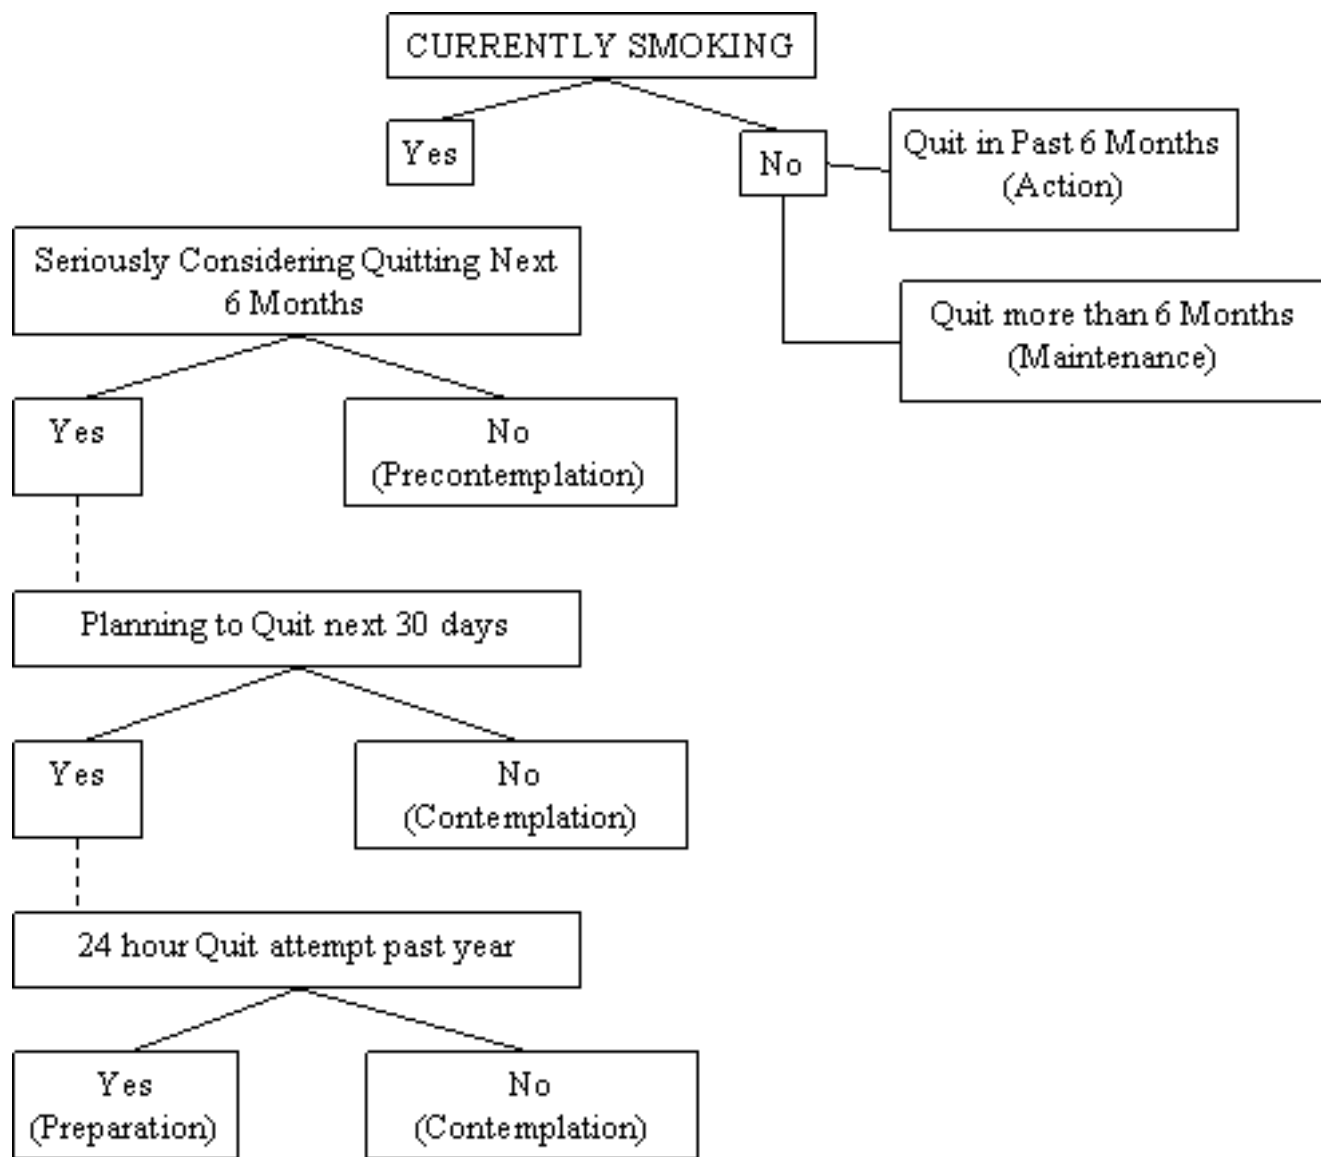 CURRENTLY SMOKING
Yes
No
Quit in Past 6 Months
(Action)
Seriously Considering Quitting Next
6 Months
Quit more than 6 Months
(Maintenance)
Yes
No
(Precontemplation)
Planning to Quit next 30 days
Yes
No
(Contemplation)
24 hour Quit attempt past year
Yes
(Preparation)
No
(Contemplation)